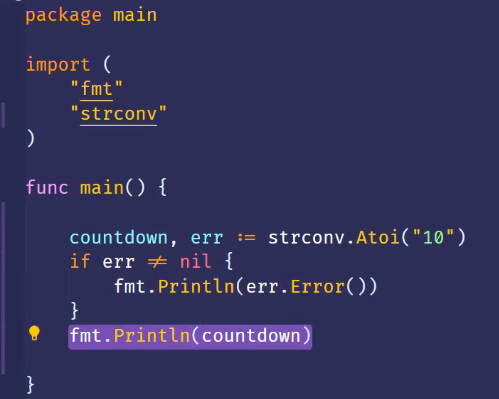 package main
import (
"fmt"
"strconv"
)
func main() {
countdown, err := strconv.Atoi("10")
if err != nil {
fmt.Println(err.Error())
}
fmt.Println(countdown)
}